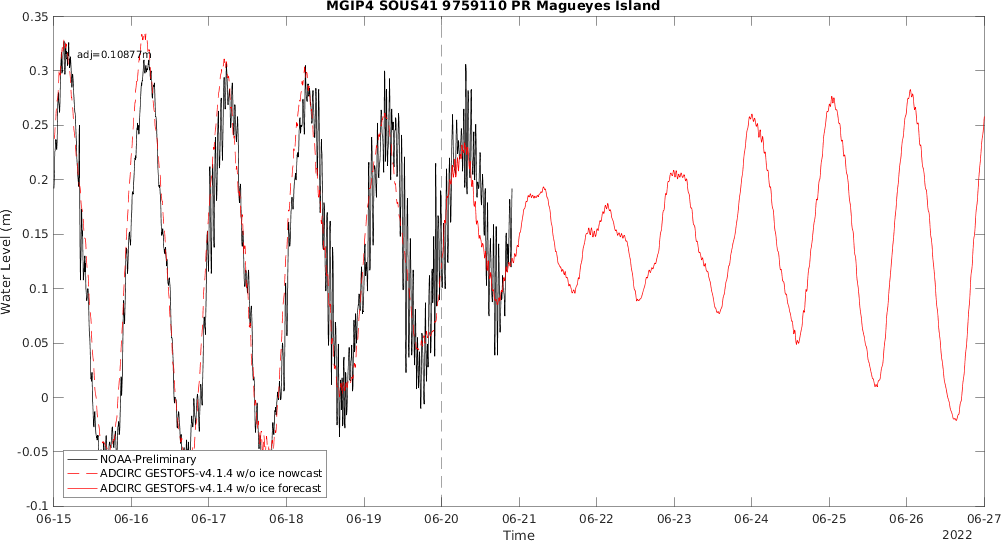 MGIP4 SOUS41 9759110 PR Magueyes Island
0.35
0.3
0.25
0.2
0.15
0.1
0.05
0
-0.05
-0.1
Water Level (m)
adj=0.10877m
NOAA-Preliminary
ADCIRC GESTOFS-v4.1.4 w/o ice nowcast
ADCIRC GESTOFS-v4.1.4 w/o ice forecast
06-15 06-16 06-17 06-18 06-19 06-20 06-21 06-22 06-23 06-24 06-25 06-26 06-27
Time
2022